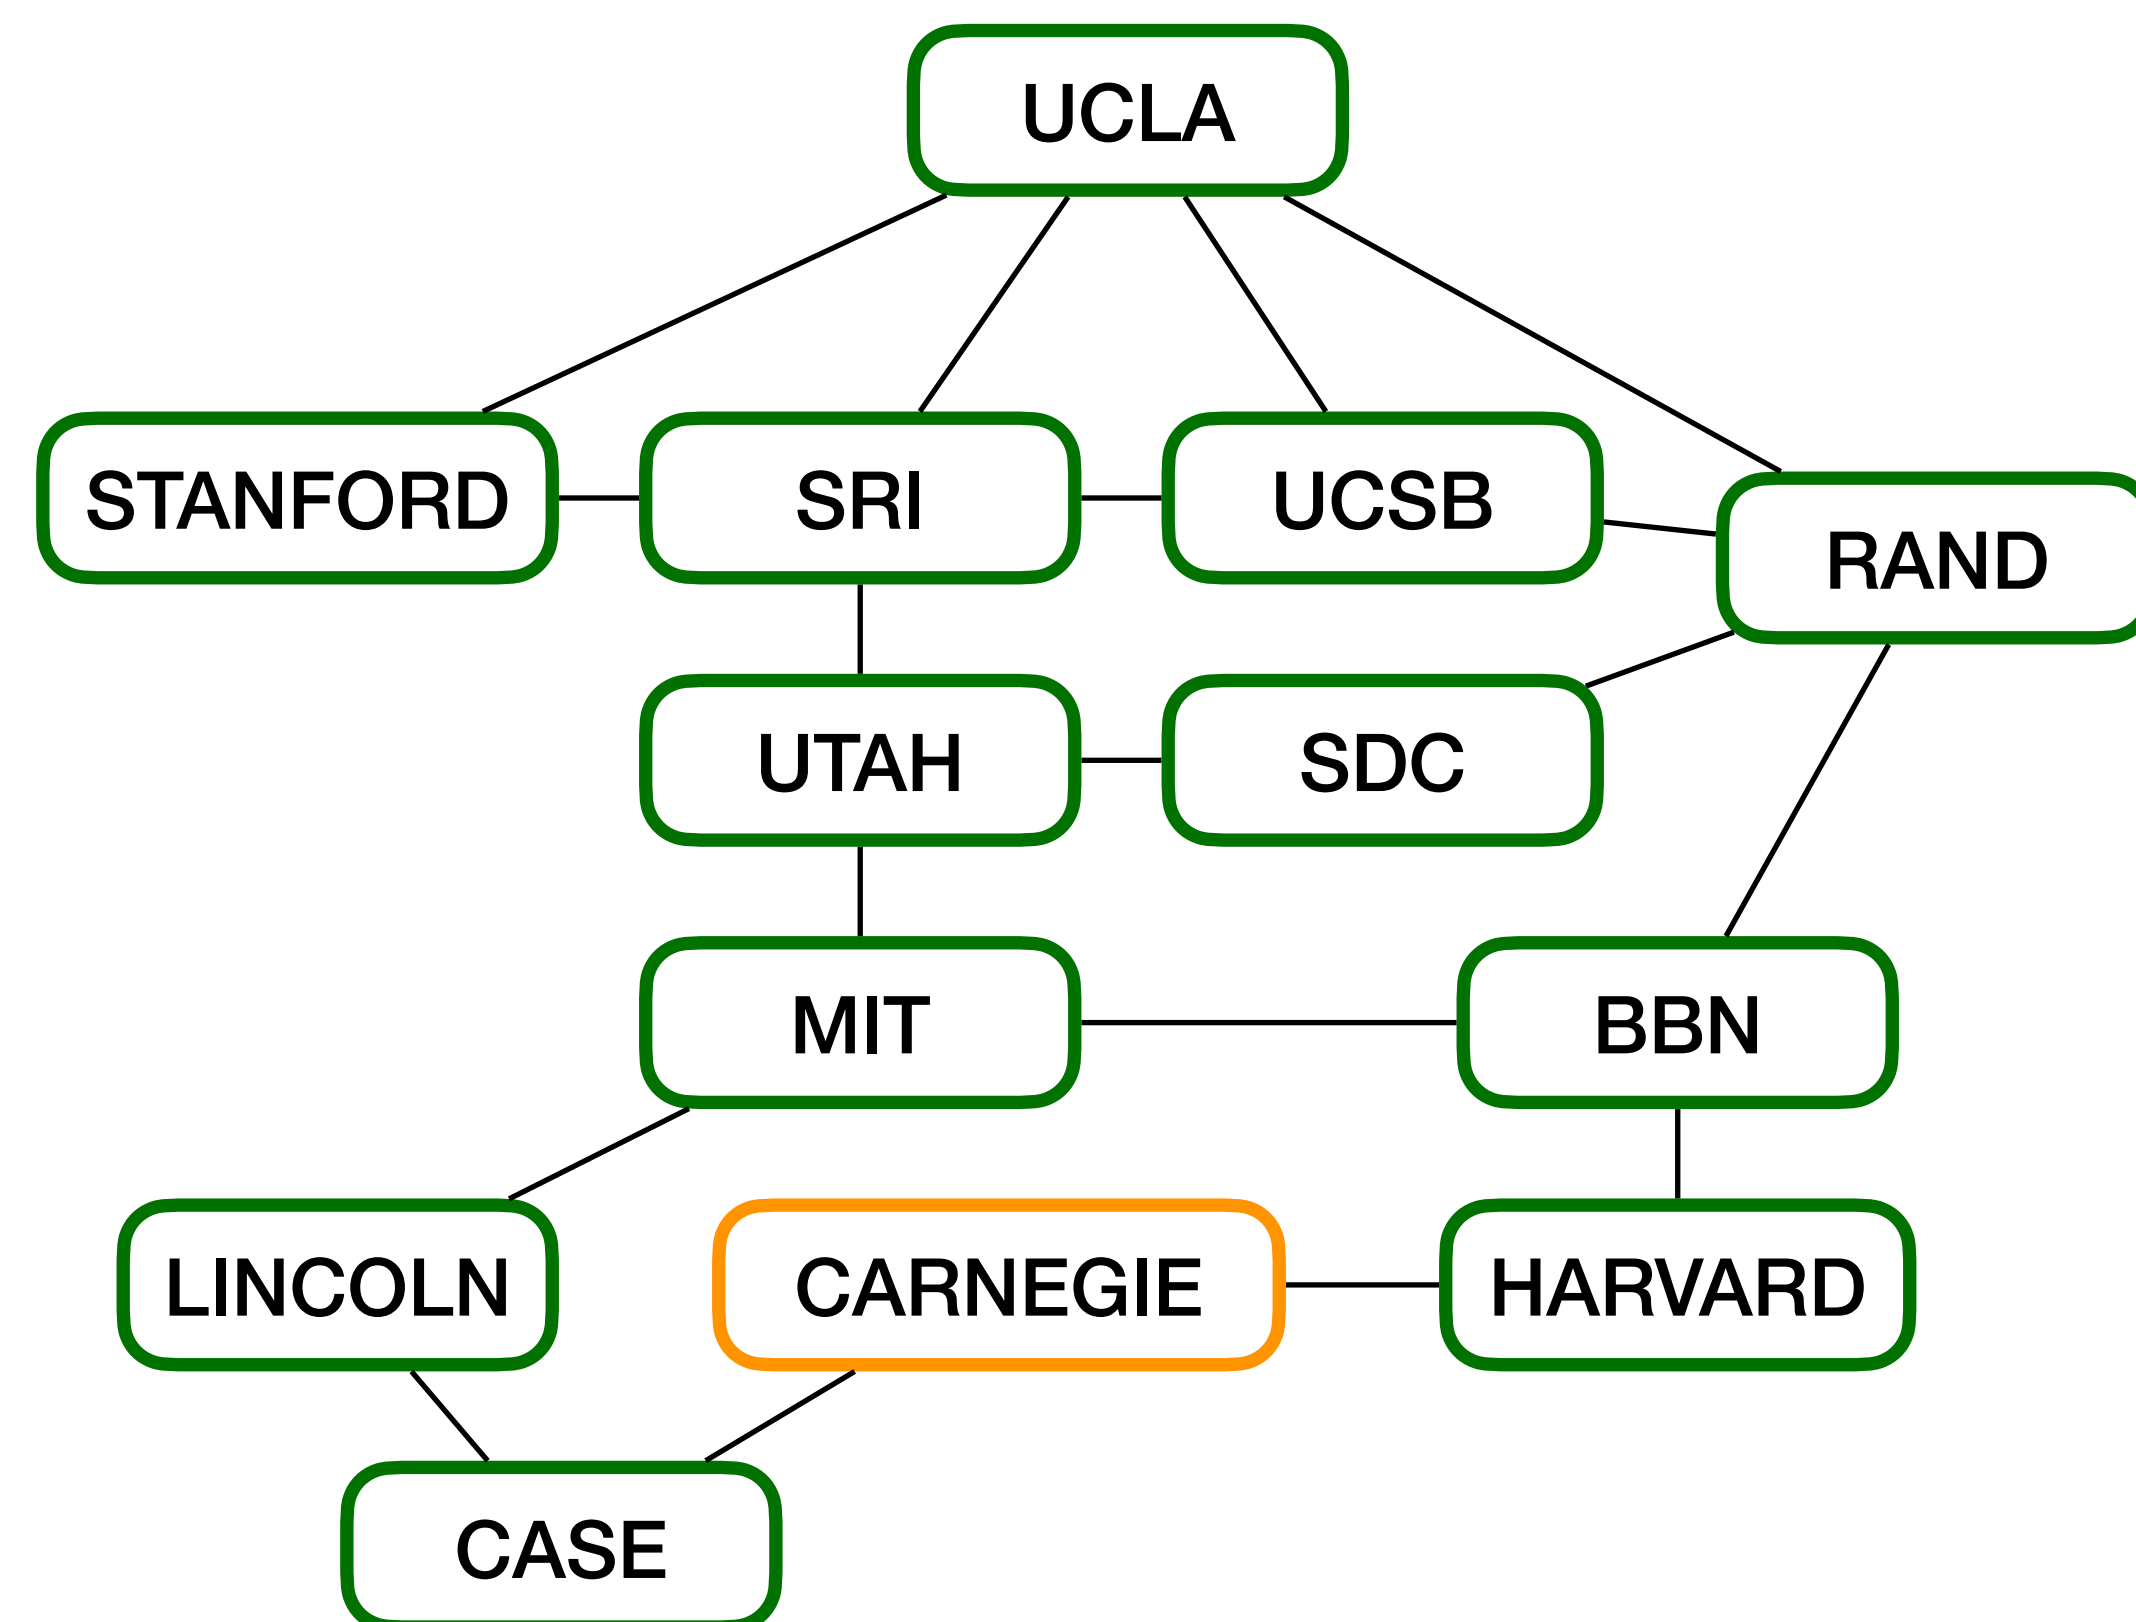 UCLA
STANFORD
SRI
UCSB
RAND
UTAH
SDC
MIT
BBN
LINCOLN
CARNEGIE
HARVARD
CASE